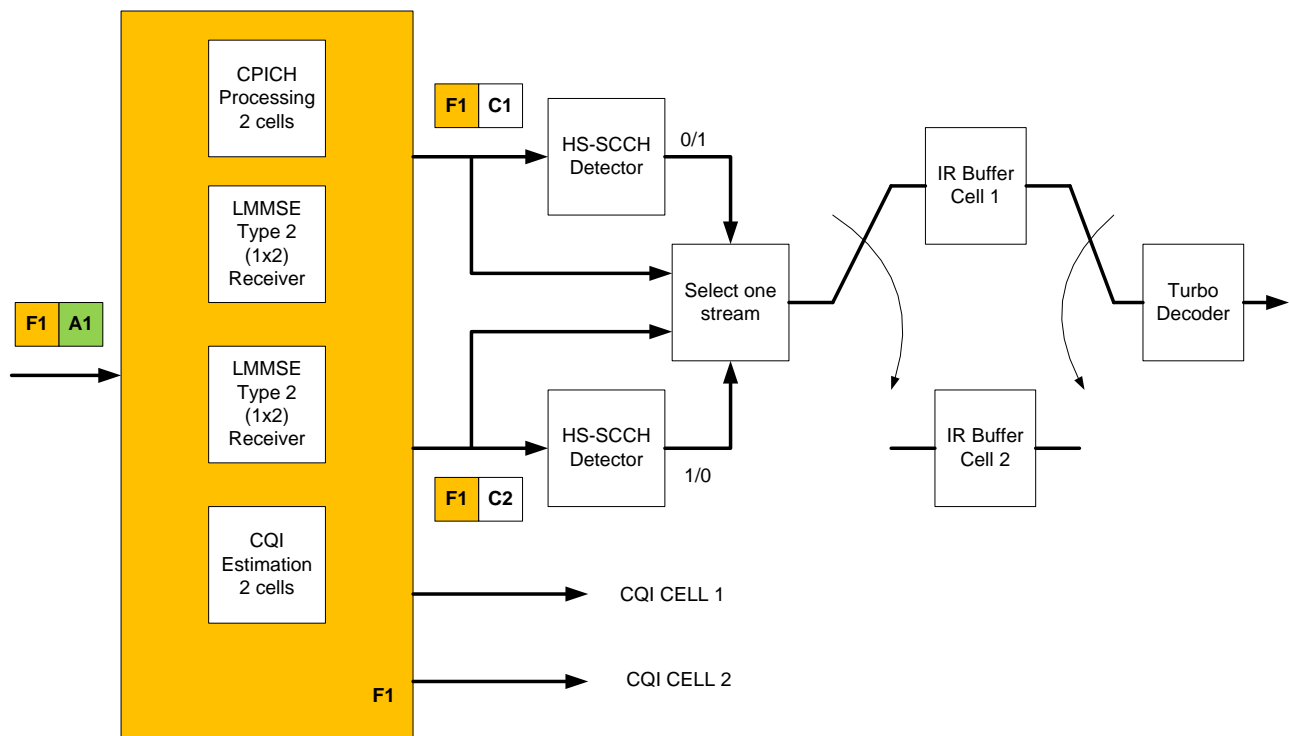 CPICH
Processing
2 cells
LMMSE
Type 2
(1x2)
Receiver
LMMSE
Type 2
(1x2)
Receiver
CQI
Estimation
2 cells
F1
F1 A1
F1 C1
HS-SCCH
Detector
0/1
Select one
stream
F1 C2
HS-SCCH
Detector
1/0
IR Buffer
Cell 1
IR Buffer
Cell 2
Turbo
Decoder
CQI CELL 1
CQI CELL 2